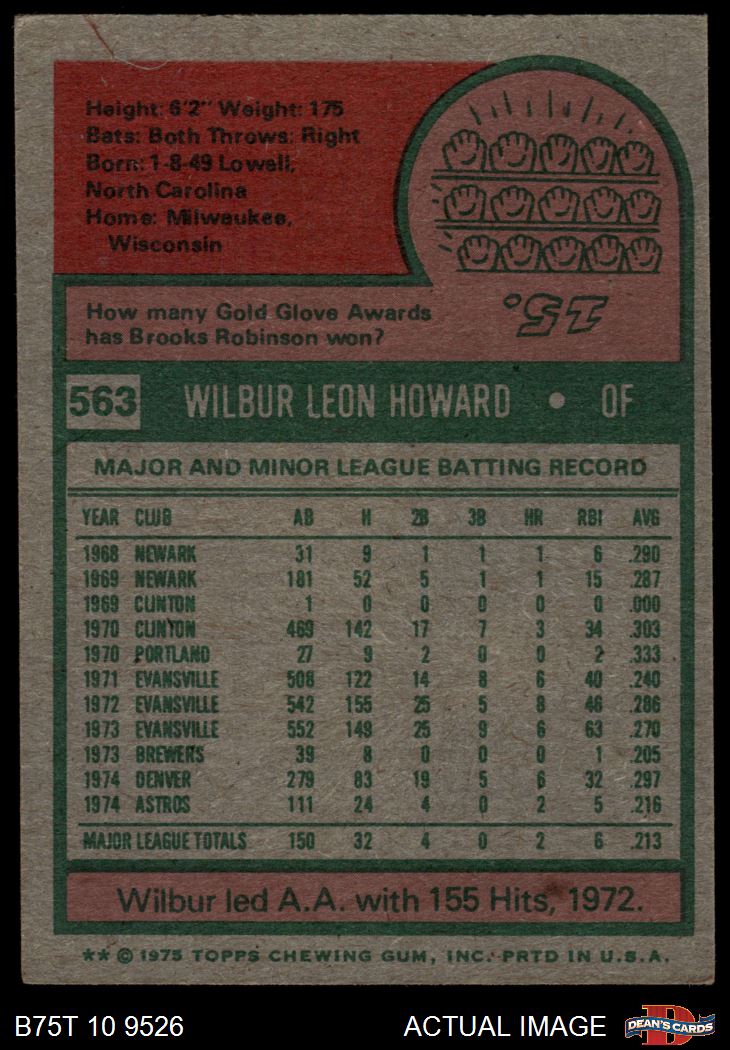 Height: 6'2" Weight: 175
Bats: Both Throws: Right
Born: 1-8-49 Lowell,
North Carolina
Home: Milwaukee,
Wisconsin
How many Gold Glove Awards
has Brooks Robinson won?
15.
563 WILBUR LEON HOWARD • OF
MAJOR AND MINOR LEAGUE BATTING RECORD
YEAR CLUB AB H 2B 3B HR RBI AVG
1968 NEWARK 31 9 1 1 1 6 .290
1969 NEWARK 181 52 5 1 1 15 .287
1969 CLINTON 1 0 0 0 0 0 .000
1970 CLINTON 469 142 17 7 3 34 .303
1970 PORTLAND 27 9 2 0 0 2 .333
1971 EVANSVILLE 508 122 14 8 6 40 .240
1972 EVANSVILLE 542 155 25 5 8 46 .286
1973 EVANSVILLE 552 149 25 9 6 63 .270
1973 BREWERS 39 8 0 0 0 1 .205
1974 DENVER 279 83 19 5 6 32 .297
1974 ASTROS 111 24 4 0 2 5 .216
MAJOR LEAGUE TOTALS 150 32 4 0 2 6 .213
Wilbur led A.A. with 155 Hits, 1972.
** © 1975 TOPPS CHEWING GUM, INC. PRTD IN U.S.A.
B75T 10 9526 ACTUAL IMAGE D DEAN'S CARDS